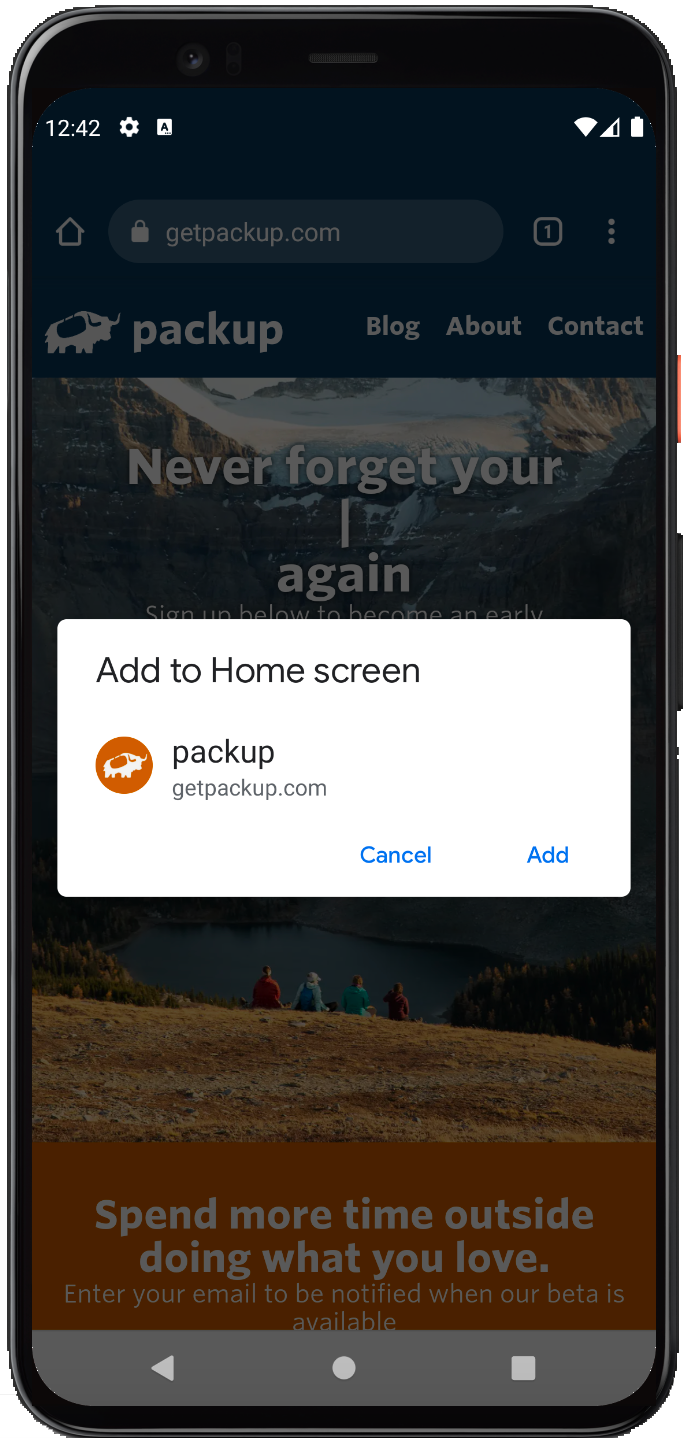 12:42
A
getpackup.com
1
packup
Blog About Contact
Never forget your
again
Sign up below to become an early
Add to Home screen
packup
getpackup.com
Cancel Add
Spend more time outside
doing what you love.
Enter your email to be notified when our beta is
available